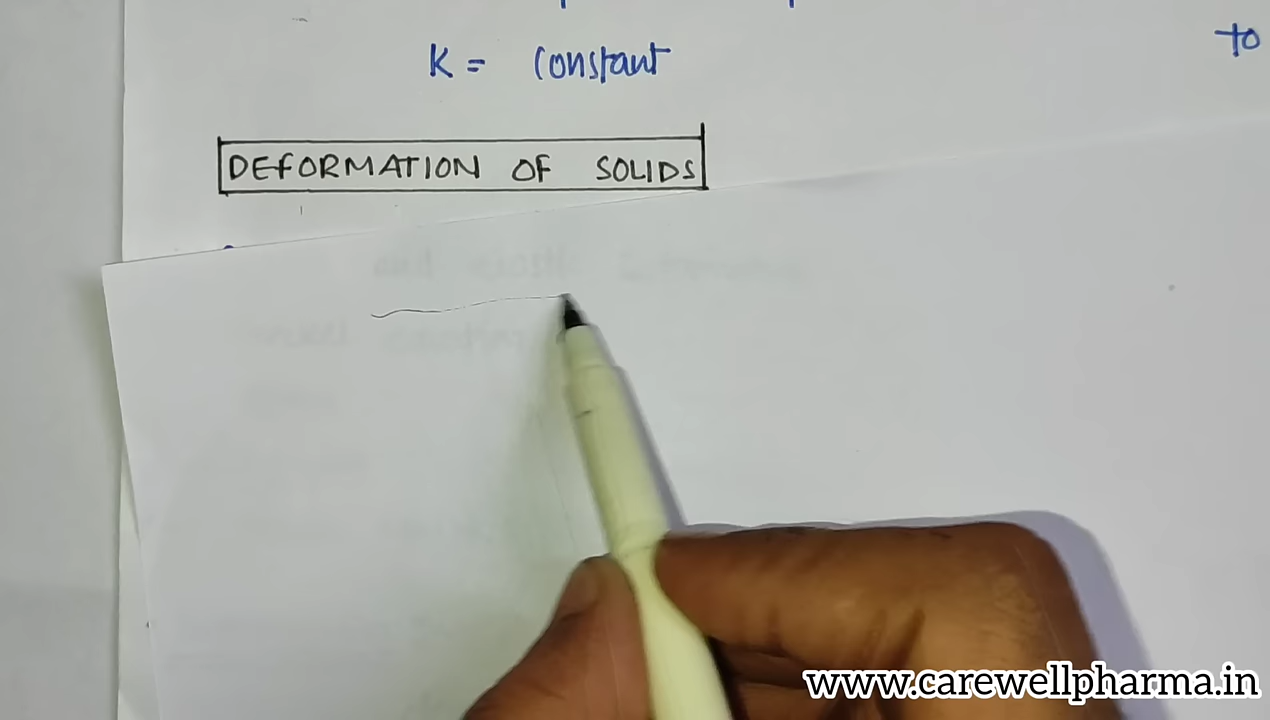 to
K = Constant
DEFORMATION OF SOLIDS
www.carewellpharma.in